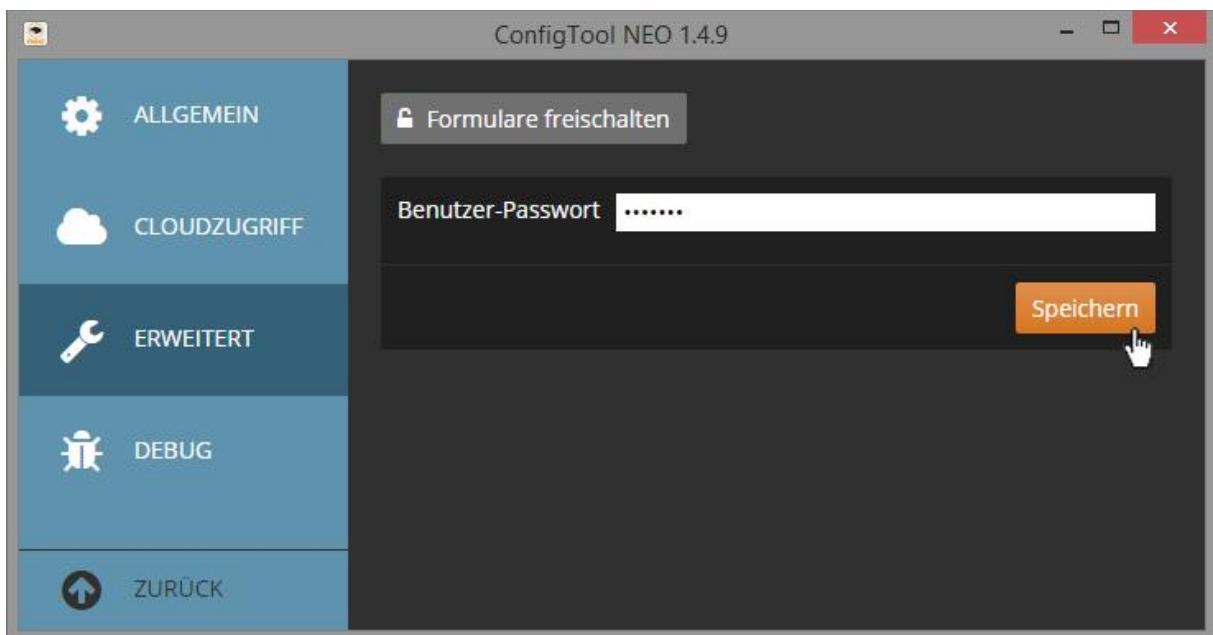 ConfigTool NEO 1.4.9
ALLGEMEIN
CLOUDZUGRIFF
ERWEITERT
DEBUG
ZURÜCK
Formulare freischalten
Benutzer-Passwort •••••••
Speichern